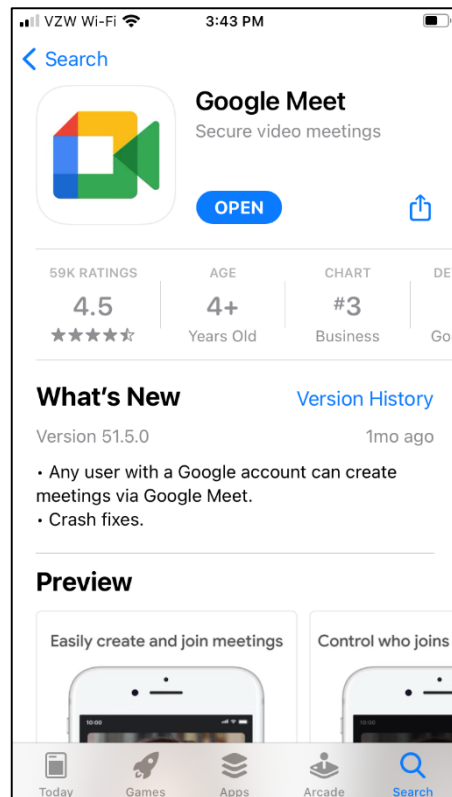 VZW Wi-Fi 3:43 PM
Search
Google Meet
Secure video meetings
OPEN
59K RATINGS AGE CHART DE
4.5 4+ #3
Years Old Business Go
What's New Version History
Version 51.5.0 1mo ago
• Any user with a Google account can create
meetings via Google Meet.
• Crash fixes.
Preview
Easily create and join meetings Control who joins
10:00 10:00
Today Games Apps Arcade Search